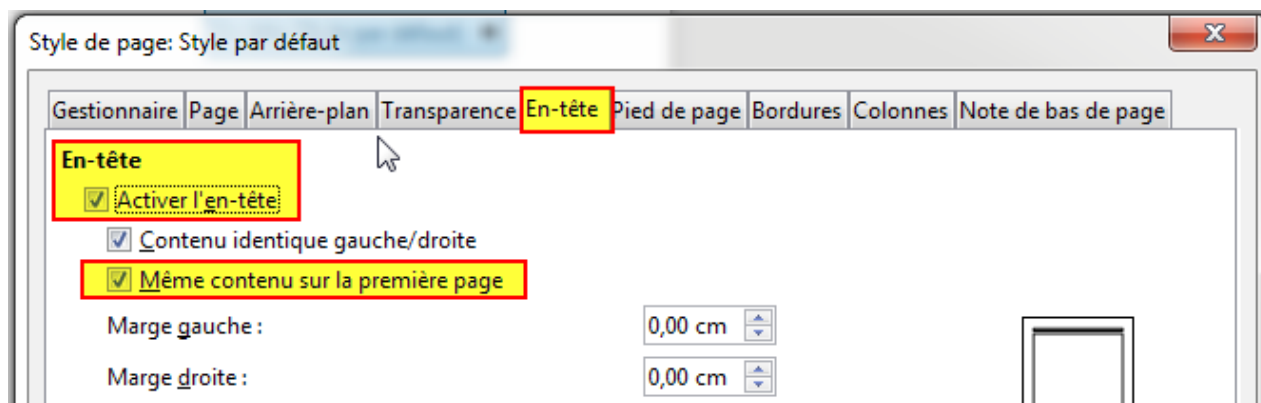 Style de page: Style par défaut
Gestionnaire Page Arrière-plan Transparence En-tête Pied de page Bordures Colonnes Note de bas de page
En-tête
Activer l'en-tête
Contenu identique gauche/droite
Même contenu sur la première page
Marge gauche : 0,00 cm
Marge droite : 0,00 cm